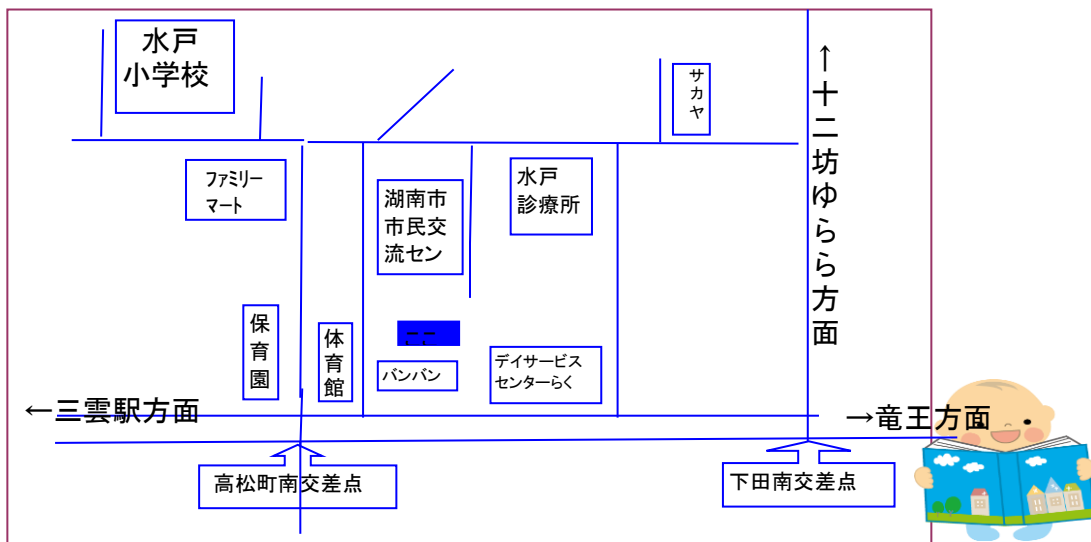 水戸
小学校
サカヤ
↑十二坊ゆらら方面
ファミリー
マート
湖南市
市民交
流セン
水戸
診療所
保育園
体育館
バンバン
デイサービス
センターらく
←三雲駅方面
→竜王方面
高松町南交差点
下田南交差点